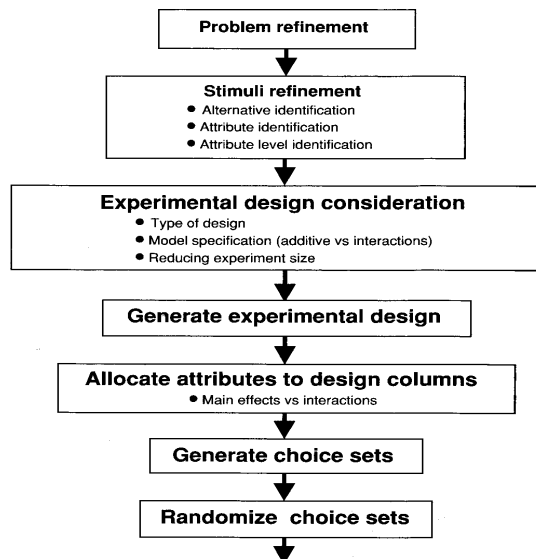 Problem refinement
Stimuli refinement
● Alternative identification
● Attribute identification
● Attribute level identification
Experimental design consideration
● Type of design
● Model specification (additive vs interactions)
● Reducing experiment size
Generate experimental design
Allocate attributes to design columns
● Main effects vs interactions
Generate choice sets
Randomize choice sets